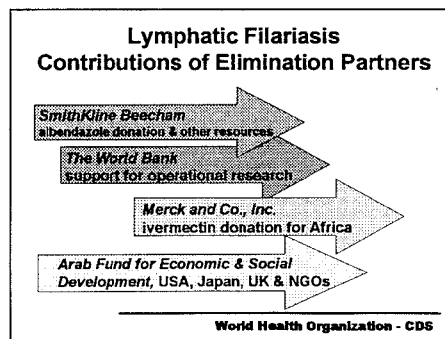 Lymphatic Filariasis
Contributions of Elimination Partners
SmithKline Beecham
albendazole donation & other resources
The World Bank
support for operational research
Merck and Co., Inc.
ivermectin donation for Africa
Arab Fund for Economic & Social
Development, USA, Japan, UK & NGOs
World Health Organization - CDS